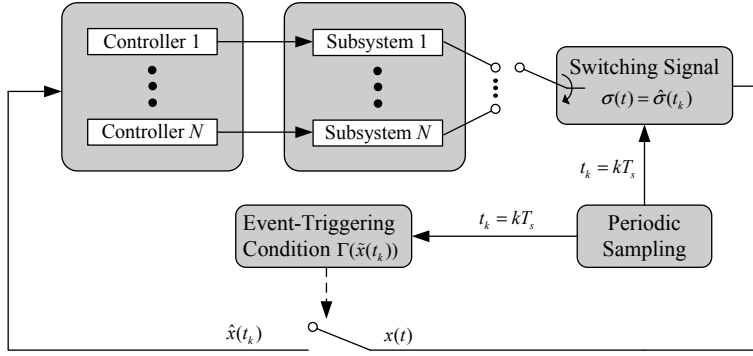 Controller 1
Controller N
Subsystem 1
Subsystem N
Switching Signal
σ(t) = σ̂(t_k)
t_k = kT_s
Event-Triggering
Condition Γ(x̃(t_k))
t_k = kT_s
Periodic
Sampling
x̂(t_k)
x(t)